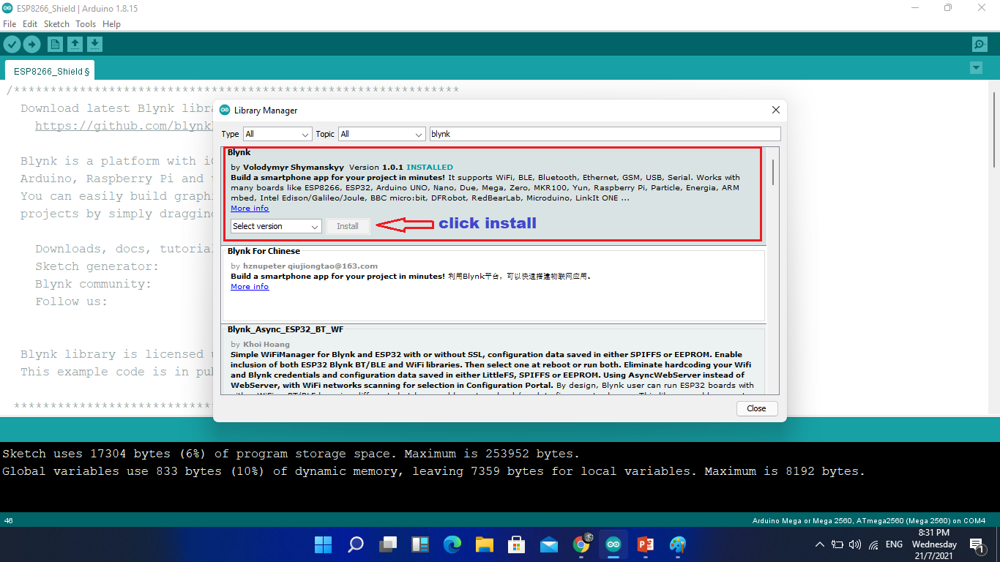 ESP8266_Shield | Arduino 1.8.15
File Edit Sketch Tools Help
ESP8266_Shield §
/*************************************************************
Download latest Blynk libra
https://github.com/blynk
Blynk is a platform with i
Arduino, Raspberry Pi and
You can easily build graph
projects by simply dragging
Downloads, docs, tutorial
Sketch generator:
Blynk community:
Follow us:
Blynk library is licensed
This example code is in pu
Library Manager
Type All Topic All blynk
Blynk
by Volodymyr Shymanskyy Version 1.0.1 INSTALLED
Build a smartphone app for your project in minutes! It supports WiFi, BLE, Bluetooth, Ethernet, GSM, USB, Serial. Works with
many boards like ESP8266, ESP32, Arduino UNO, Nano, Due, Mega, Zero, MKR100, Yun, Raspberry Pi, Particle, Energia, ARM
mbed, Intel Edison/Galileo/Joule, BBC micro:bit, DFRobot, RedBearLab, Microduino, LinkIt ONE ...
More info
Select version Install click install
Blynk For Chinese
by hznupeter qiujiongtao@163.com
Build a smartphone app for your project in minutes! 利用Blynk平台，可以快速搭建物联网应用。
More info
Blynk_Async_ESP32_BT_WF
by Khoi Hoang
Simple WiFiManager for Blynk and ESP32 with or without SSL, configuration data saved in either SPIFFS or EEPROM. Enable
inclusion of both ESP32 Blynk BT/BLE and WiFi libraries. Then select one at reboot or run both. Eliminate hardcoding your Wifi
and Blynk credentials and configuration data saved in either LittleFS, SPIFFS or EEPROM. Using AsyncWebServer instead of
WebServer, with WiFi networks scanning for selection in Configuration Portal. By design, Blynk user can run ESP32 boards with
Close
Sketch uses 17304 bytes (6%) of program storage space. Maximum is 253952 bytes.
Global variables use 833 bytes (10%) of dynamic memory, leaving 7359 bytes for local variables. Maximum is 8192 bytes.
46 Arduino Mega or Mega 2560, ATmega2560 (Mega 2560) on COM4
ENG
8:31 PM
Wednesday
21/7/2021
1